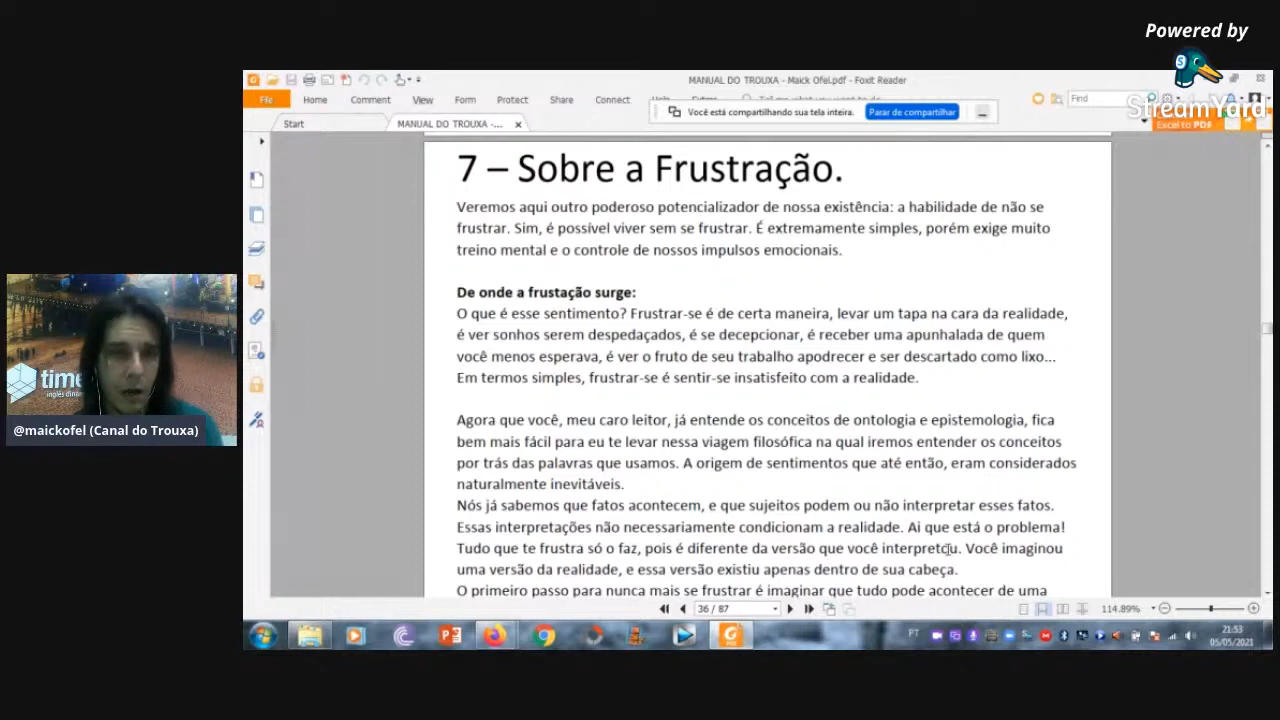 Powered by
StreamYard
MANUAL DO TROUXA - Maick Ofel.pdf - Foxit Reader
File Home Comment View Form Protect Share Connect Help Extras
Find
Você está compartilhando sua tela inteira. Parar de compartilhar
Start MANUAL DO TROUXA -...
Excel to PDF
7 – Sobre a Frustração.
Veremos aqui outro poderoso potencializador de nossa existência: a habilidade de não se
frustrar. Sim, é possível viver sem se frustrar. É extremamente simples, porém exige muito
treino mental e o controle de nossos impulsos emocionais.
De onde a frustação surge:
O que é esse sentimento? Frustrar-se é de certa maneira, levar um tapa na cara da realidade,
é ver sonhos serem despedaçados, é se decepcionar, é receber uma apunhalada de quem
você menos esperava, é ver o fruto de seu trabalho apodrecer e ser descartado como lixo...
Em termos simples, frustrar-se é sentir-se insatisfeito com a realidade.
Agora que você, meu caro leitor, já entende os conceitos de ontologia e epistemologia, fica
bem mais fácil para eu te levar nessa viagem filosófica na qual iremos entender os conceitos
por trás das palavras que usamos. A origem de sentimentos que até então, eram considerados
naturalmente inevitáveis.
Nós já sabemos que fatos acontecem, e que sujeitos podem ou não interpretar esses fatos.
Essas interpretações não necessariamente condicionam a realidade. Ai que está o problema!
Tudo que te frustra só o faz, pois é diferente da versão que você interpretou. Você imaginou
uma versão da realidade, e essa versão existiu apenas dentro de sua cabeça.
O primeiro passo para nunca mais se frustrar é imaginar que tudo pode acontecer de uma
time
inglês
@maickofel (Canal do Trouxa)
36 / 87
114.89%
PT
21:53
05/05/2021